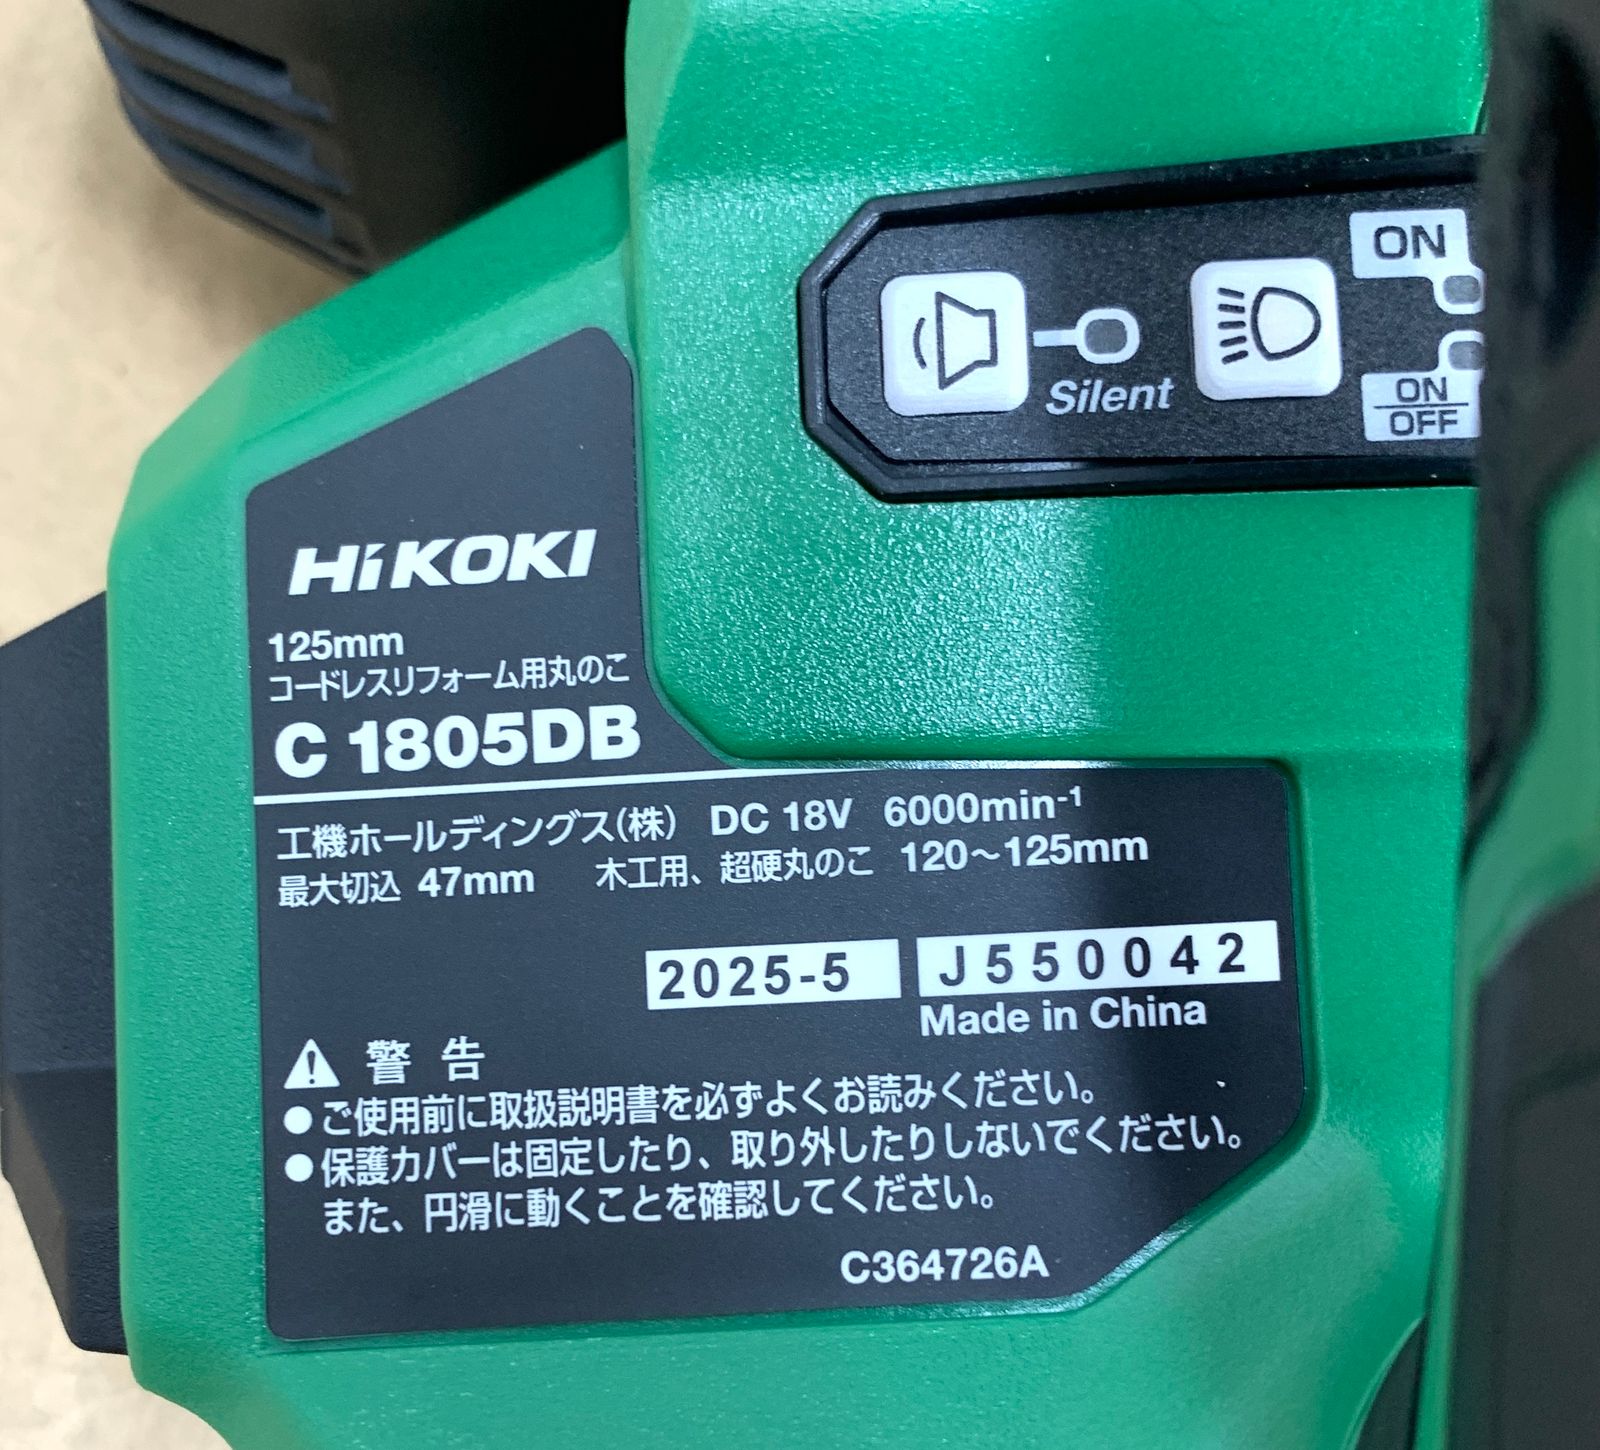 ON
Silent
ON
OFF
HiKOKI
125mm
コードレスリフォーム用丸のこ
C 1805DB
工機ホールディングス(株) DC 18V 6000min-1
最大切込 47mm 木工用、超硬丸のこ 120～125mm
2025-5 J550042
Made in China
警告
●ご使用前に取扱説明書を必ずよくお読みください。
●保護カバーは固定したり、取り外したりしないでください。
また、円滑に動くことを確認してください。
C364726A